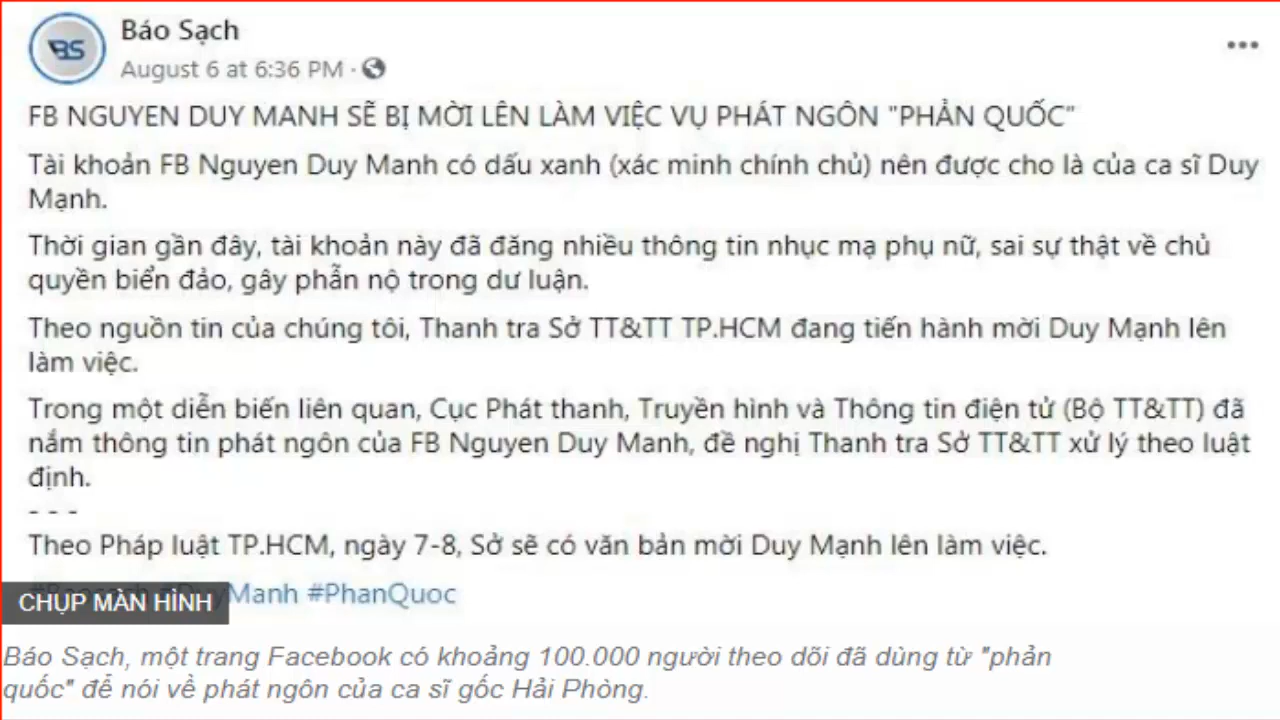 BS
Báo Sạch
August 6 at 6:36 PM ·
FB NGUYEN DUY MANH SẼ BỊ MỜI LÊN LÀM VIỆC VỤ PHÁT NGÔN "PHẢN QUỐC"
Tài khoản FB Nguyen Duy Manh có dấu xanh (xác minh chính chủ) nên được cho là của ca sĩ Duy
Mạnh.
Thời gian gần đây, tài khoản này đã đăng nhiều thông tin nhục mạ phụ nữ, sai sự thật về chủ
quyền biển đảo, gây phẫn nộ trong dư luận.
Theo nguồn tin của chúng tôi, Thanh tra Sở TT&TT TP.HCM đang tiến hành mời Duy Mạnh lên
làm việc.
Trong một diễn biến liên quan, Cục Phát thanh, Truyền hình và Thông tin điện tử (Bộ TT&TT) đã
nắm thông tin phát ngôn của FB Nguyen Duy Manh, đề nghị Thanh tra Sở TT&TT xử lý theo luật
định.
- - -
Theo Pháp luật TP.HCM, ngày 7-8, Sở sẽ có văn bản mời Duy Mạnh lên làm việc.
#DuyManh #PhanQuoc
CHỤP MÀN HÌNH
Báo Sạch, một trang Facebook có khoảng 100.000 người theo dõi đã dùng từ "phản
quốc" để nói về phát ngôn của ca sĩ gốc Hải Phòng.